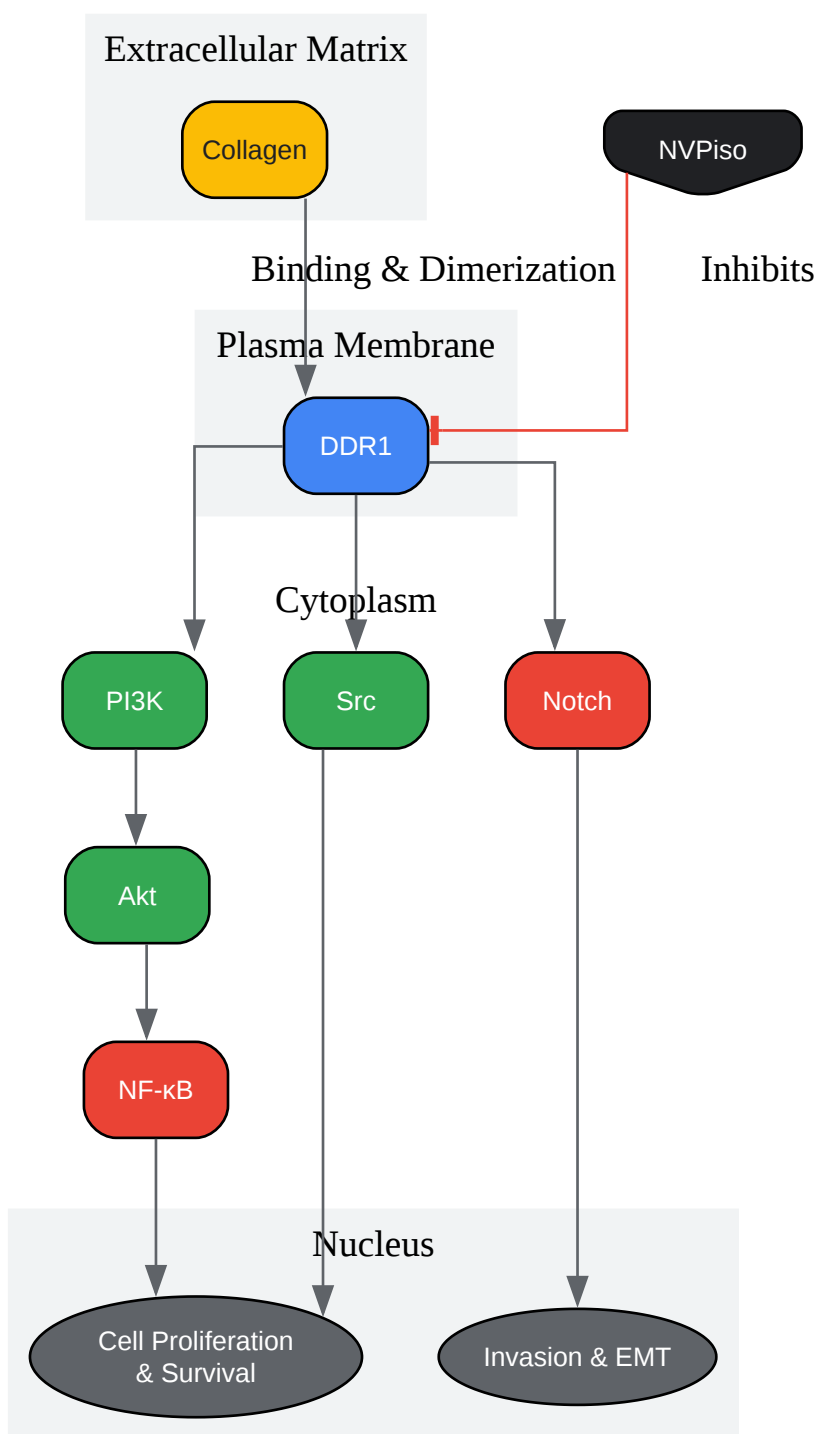 Extracellular Matrix
Collagen
NVPiso
Binding & Dimerization
Inhibits
Plasma Membrane
DDR1
Cytoplasm
PI3K
Src
Notch
Akt
NF-κB
Nucleus
Cell Proliferation
& Survival
Invasion & EMT